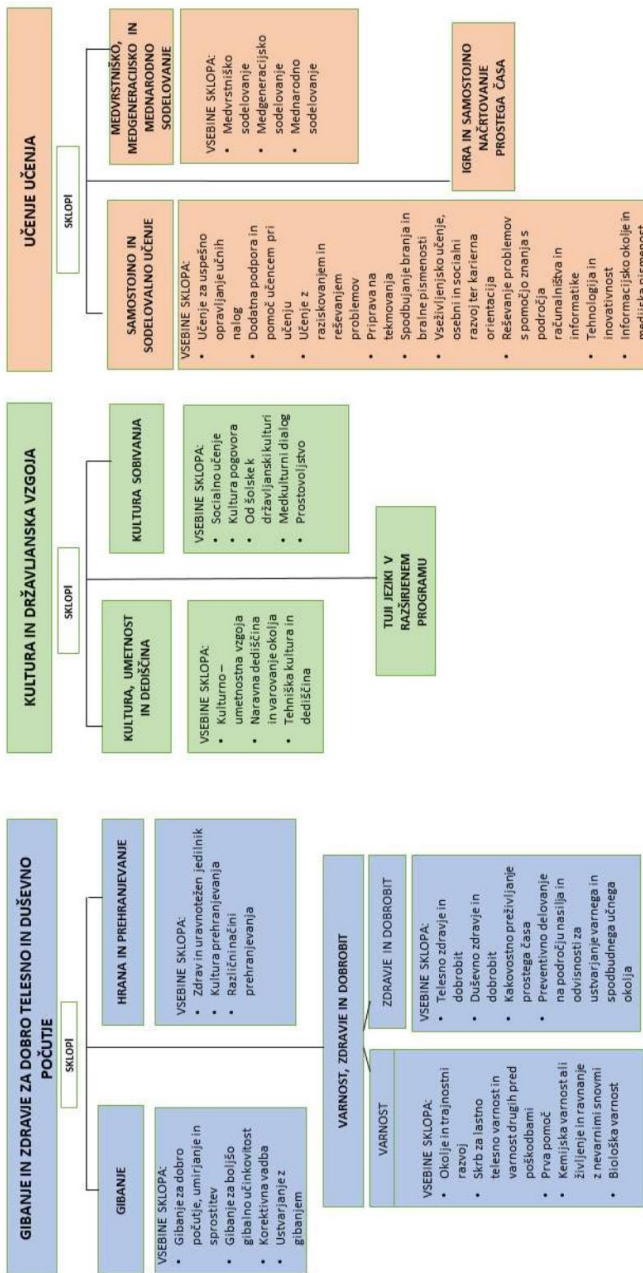 GIBANJE IN ZDRAVJE ZA DOBRO TELESNO IN DUŠEVNO
POČUTJE
SKLOPI
GIBANJE
VSEBINE SKLOPA:
• Gibanje za dobro
počutje, umirjanje in
sprostitev
• Gibanje za boljšo
gibalno učinkovitost
• Korektivna vadba
• Ustvarjanje z
gibanjem
HRANA IN PREHRANJEVANJE
VSEBINE SKLOPA:
• Zdrav in uravnotežen jedilnik
• Kultura prehranjevanja
• Različni načini
prehranjevanja
VARNOST, ZDRAVJE IN DOBROBIT
VARNOST
VSEBINE SKLOPA:
• Okolje in trajnostni
razvoj
• Skrb za lastno
telesno varnost in
varnost drugih pred
poškodbami
• Prva pomoč
• Kemijska varnost ali
življenje in ravnanje
z nevarnimi snovmi
• Biološka varnost
ZDRAVJE IN DOBROBIT
VSEBINE SKLOPA:
• Telesno zdravje in
dobrobit
• Duševno zdravje in
dobrobit
• Kakovostno preživljanje
prostega časa
• Preventivno delovanje
na področju nasilja in
odvisnosti za
ustvarjanje varnega in
spodbudnega učnega
okolja
KULTURA IN DRŽAVLJANSKA VZGOJA
SKLOPI
KULTURA, UMETNOST
IN DEDIŠČINA
VSEBINE SKLOPA:
• Kulturno –
umetnostna vzgoja
• Naravna dediščina
in varovanje okolja
• Tehniška kultura in
dediščina
KULTURA SOBIVANJA
VSEBINE SKLOPA:
• Socialno učenje
• Kultura pogovora
• Od šolske k
državljanski kulturi
• Medkulturni dialog
• Prostovoljstvo
TUJI JEZIKI V
RAZŠIRJENEM
PROGRAMU
UČENJE UČENJA
SKLOPI
SAMOSTOJNO IN
SODELOVALNO UČENJE
VSEBINE SKLOPA:
• Učenje za uspešno
opravljanje učnih
nalog
• Dodatna podpora in
pomoč učencem pri
učenju
• Učenje z
raziskovanjem in
reševanjem
problemov
• Priprava na
tekmovanja
• Spodbujanje branja in
bralne pismenosti
• Vseživljenjsko učenje,
osebni in socialni
razvoj ter karierna
orientacija
• Reševanje problemov
s pomočjo znanja s
področja
računalništva in
informatike
• Tehnologija in
inovativnost
• Informacijsko okolje in
medijska pismenost
MEDVRSTNIŠKO,
MEDGENERACIJSKO IN
MEDNARODNO
SODELOVANJE
VSEBINE SKLOPA:
• Medvrstniško
sodelovanje
• Medgeneracijsko
sodelovanje
• Mednarodno
sodelovanje
IGRA IN SAMOSTOJNO
NAČRTOVANJE
PROSTEGA ČASA